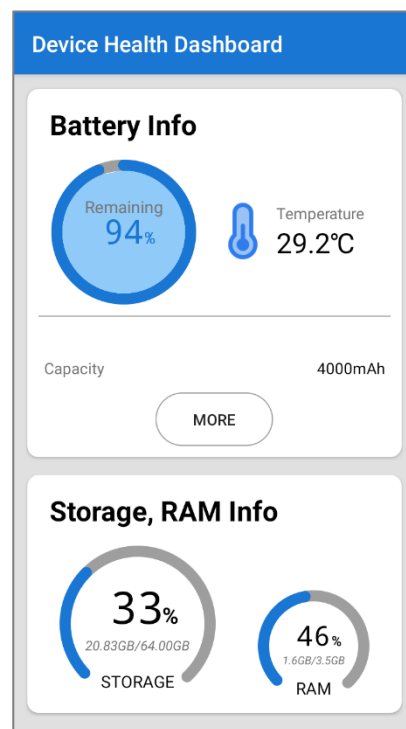 Device Health Dashboard
Battery Info
Remaining
94%
Temperature
29.2℃
Capacity 4000mAh
MORE
Storage, RAM Info
33%
20.83GB/64.00GB
STORAGE
46%
1.6GB/3.5GB
RAM